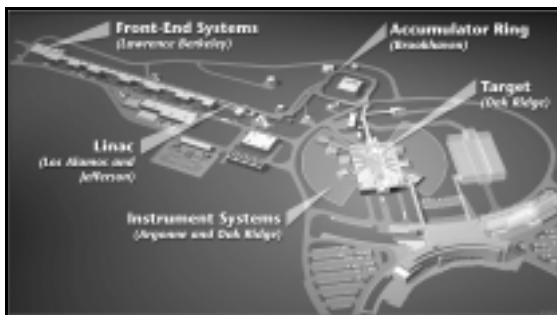 Front-End Systems
(Lawrence Berkeley)
Accumulator Ring
(Brookhaven)
Target
(Oak Ridge)
Linac
(Los Alamos and
Jefferson)
Instrument Systems
(Argonne and Oak Ridge)